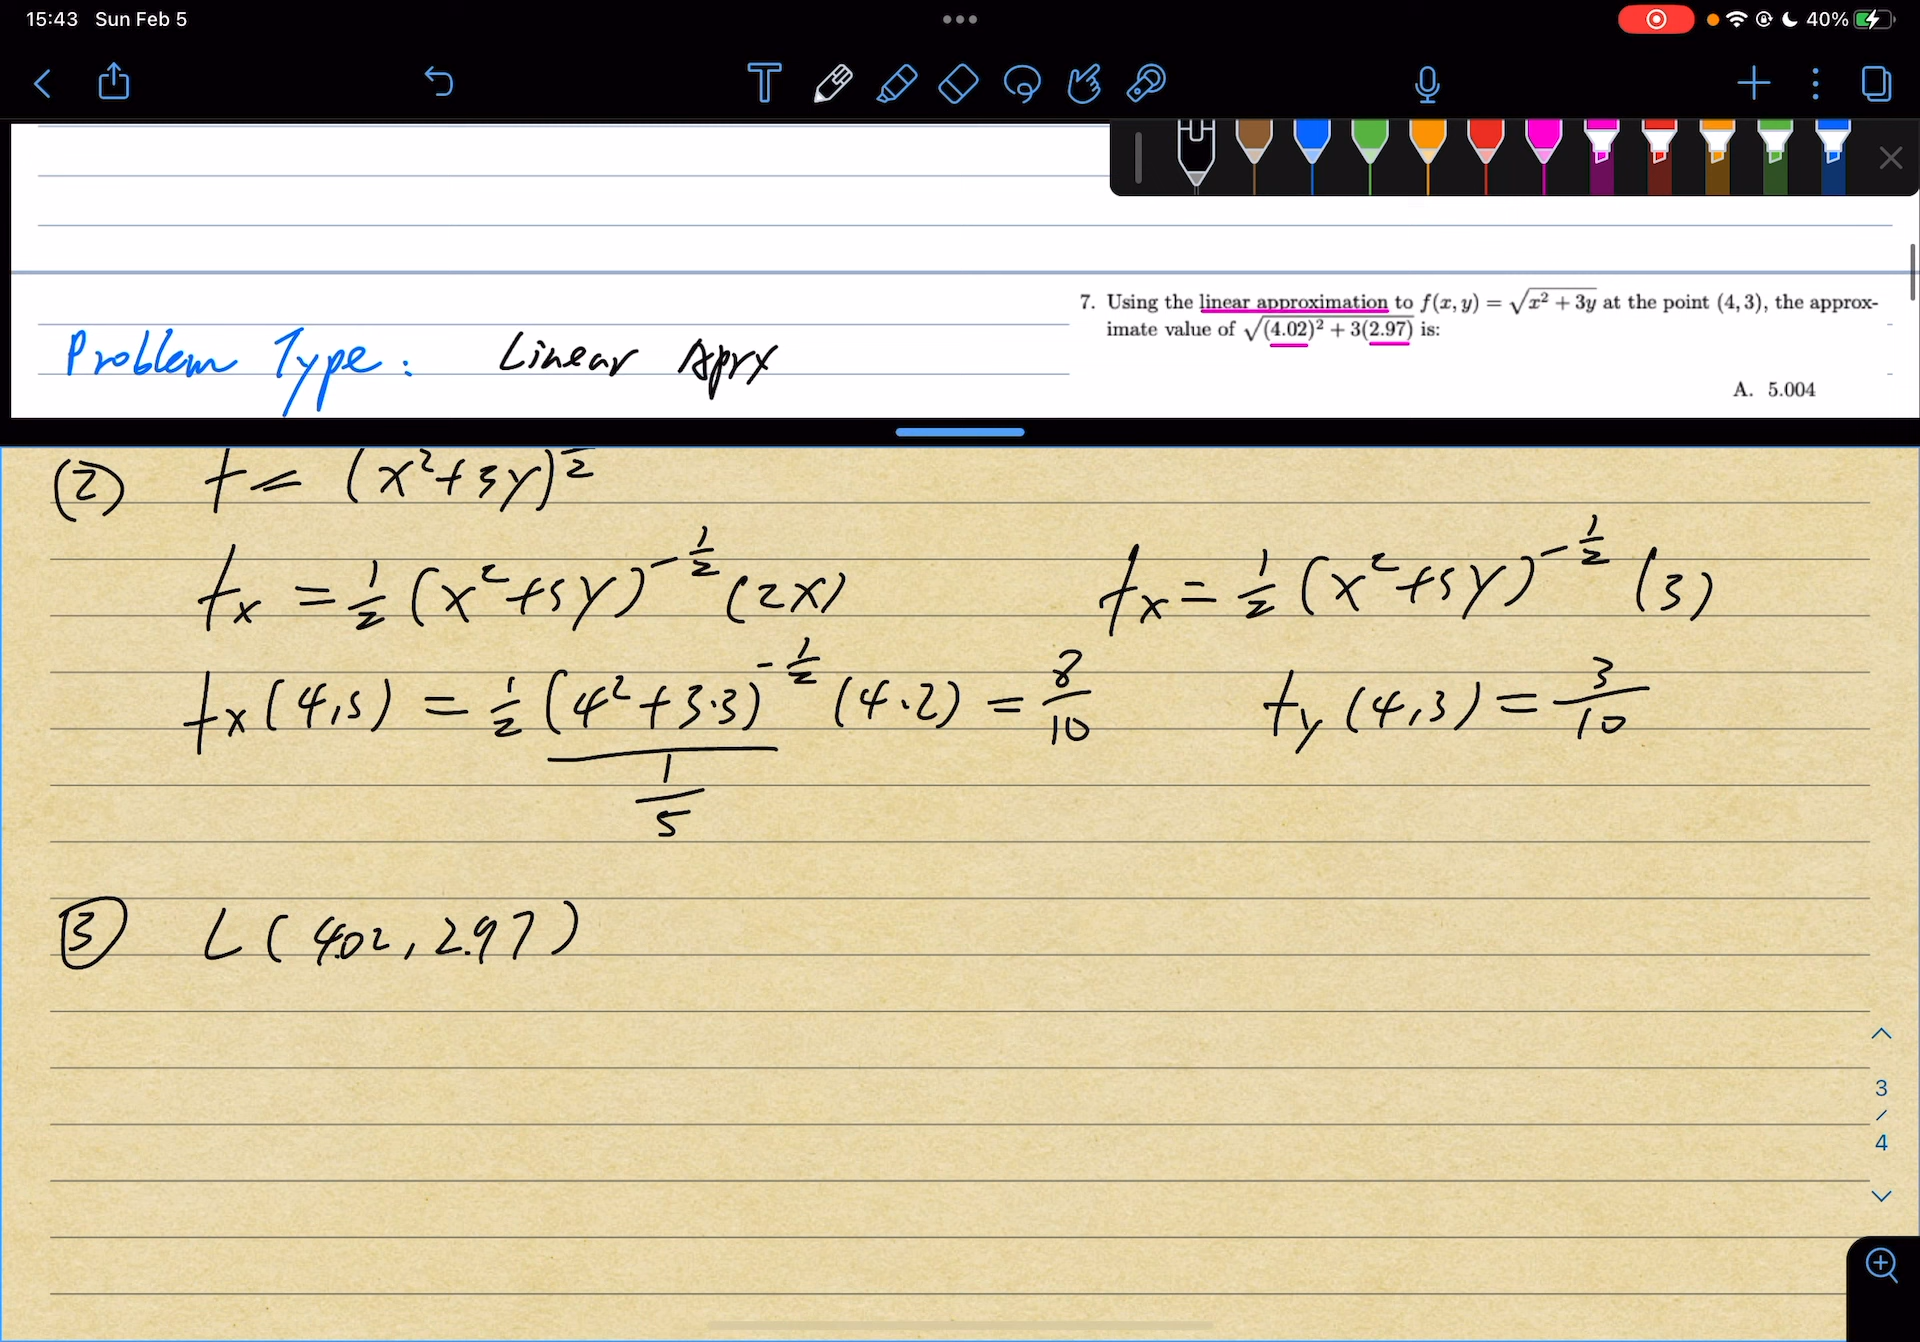 15:43 Sun Feb 5
40%
7. Using the linear approximation to f(x, y) = √(x² + 3y) at the point (4, 3), the approx-
imate value of √((4.02)² + 3(2.97)) is:
Problem Type: Linear Aprx
A. 5.004
(2) f = (x²+3y)^½
fx = ½ (x²+3y)^-½ (2x) fx = ½ (x²+3y)^-½ (3)
fx(4,3) = ½ (4²+3·3)^-½ (4·2) = 8/10 fy (4,3) = 3/10
1/5
③ L(4.02, 2.97)
3
/
4